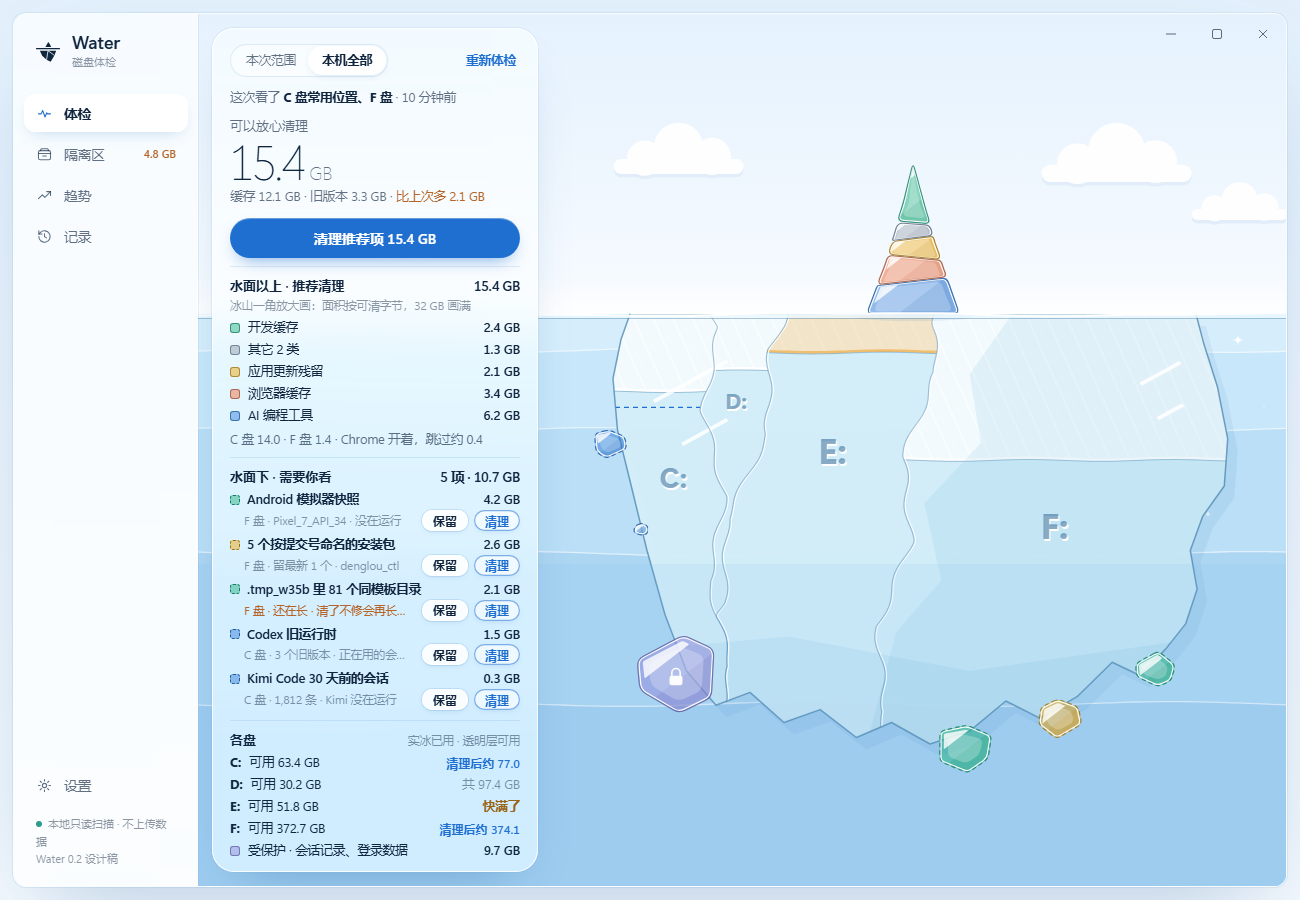 Water
磁盘体检
体检
隔离区 4.8 GB
趋势
记录
设置
本地只读扫描 · 不上传数
据
Water 0.2 设计稿
本次范围 本机全部 重新体检
这次看了 C 盘常用位置、F 盘 · 10 分钟前
可以放心清理
15.4 GB
缓存 12.1 GB · 旧版本 3.3 GB · 比上次多 2.1 GB
清理推荐项 15.4 GB
水面以上 · 推荐清理 15.4 GB
冰山一角放大画：面积按可清字节，32 GB 画满
开发缓存 2.4 GB
其它 2 类 1.3 GB
应用更新残留 2.1 GB
浏览器缓存 3.4 GB
AI 编程工具 6.2 GB
C 盘 14.0 · F 盘 1.4 · Chrome 开着，跳过约 0.4
水面下 · 需要你看 5 项 · 10.7 GB
Android 模拟器快照 4.2 GB
F 盘 · Pixel_7_API_34 · 没在运行 保留 清理
5 个按提交号命名的安装包 2.6 GB
F 盘 · 留最新 1 个 · denglou_ctl 保留 清理
.tmp_w35b 里 81 个同模板目录 2.1 GB
F 盘 · 还在长 · 清了不修会再长... 保留 清理
Codex 旧运行时 1.5 GB
C 盘 · 3 个旧版本 · 正在用的会... 保留 清理
Kimi Code 30 天前的会话 0.3 GB
C 盘 · 1,812 条 · Kimi 没在运行 保留 清理
各盘 实冰已用 · 透明层可用
C: 可用 63.4 GB 清理后约 77.0
D: 可用 30.2 GB 共 97.4 GB
E: 可用 51.8 GB 快满了
F: 可用 372.7 GB 清理后约 374.1
受保护 · 会话记录、登录数据 9.7 GB
D:
E:
C:
F: